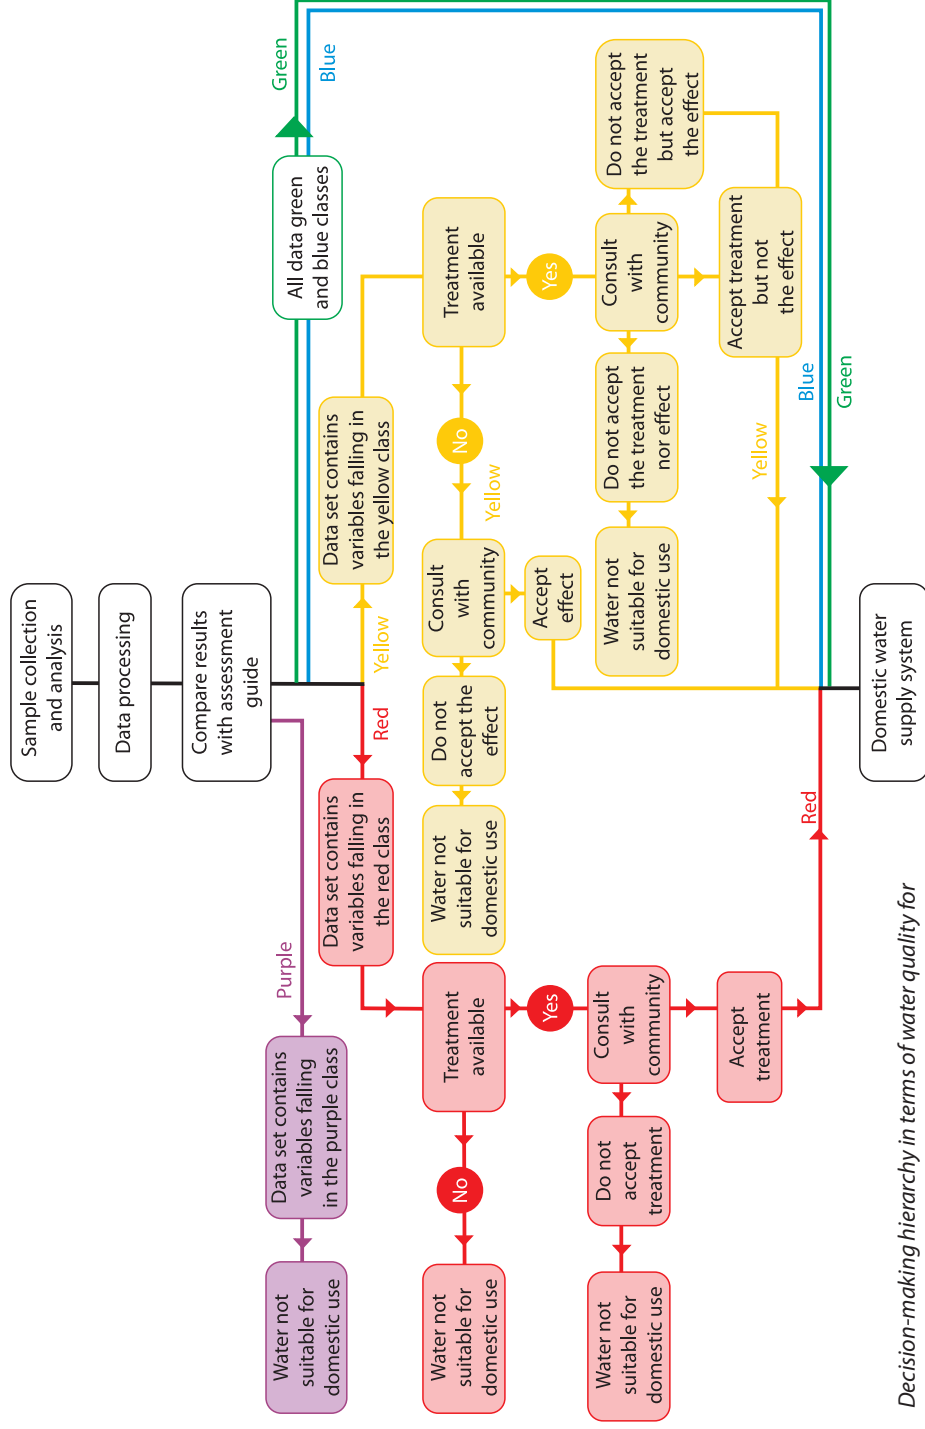 Sample collection
and analysis
Data processing
Compare results
with assessment
guide
Green
Blue
All data green
and blue classes
Purple
Data set contains
variables falling
in the purple class
Water not
suitable for
domestic use
Red
Data set contains
variables falling in
the red class
Treatment
available
No
Water not
suitable for
domestic use
Yes
Consult
with
community
Do not
accept
treatment
Water not
suitable for
domestic use
Accept
treatment
Red
Yellow
Data set contains
variables falling in
the yellow class
Treatment
available
No
Yellow
Consult
with
community
Do not
accept the
effect
Water not
suitable for
domestic use
Accept
effect
Yes
Consult
with
community
Do not accept
the treatment
but accept
the effect
Do not accept
the treatment
nor effect
Water not
suitable for
domestic use
Accept treatment
but not
the effect
Yellow
Blue
Green
Domestic water
supply system
Decision-making hierarchy in terms of water quality for